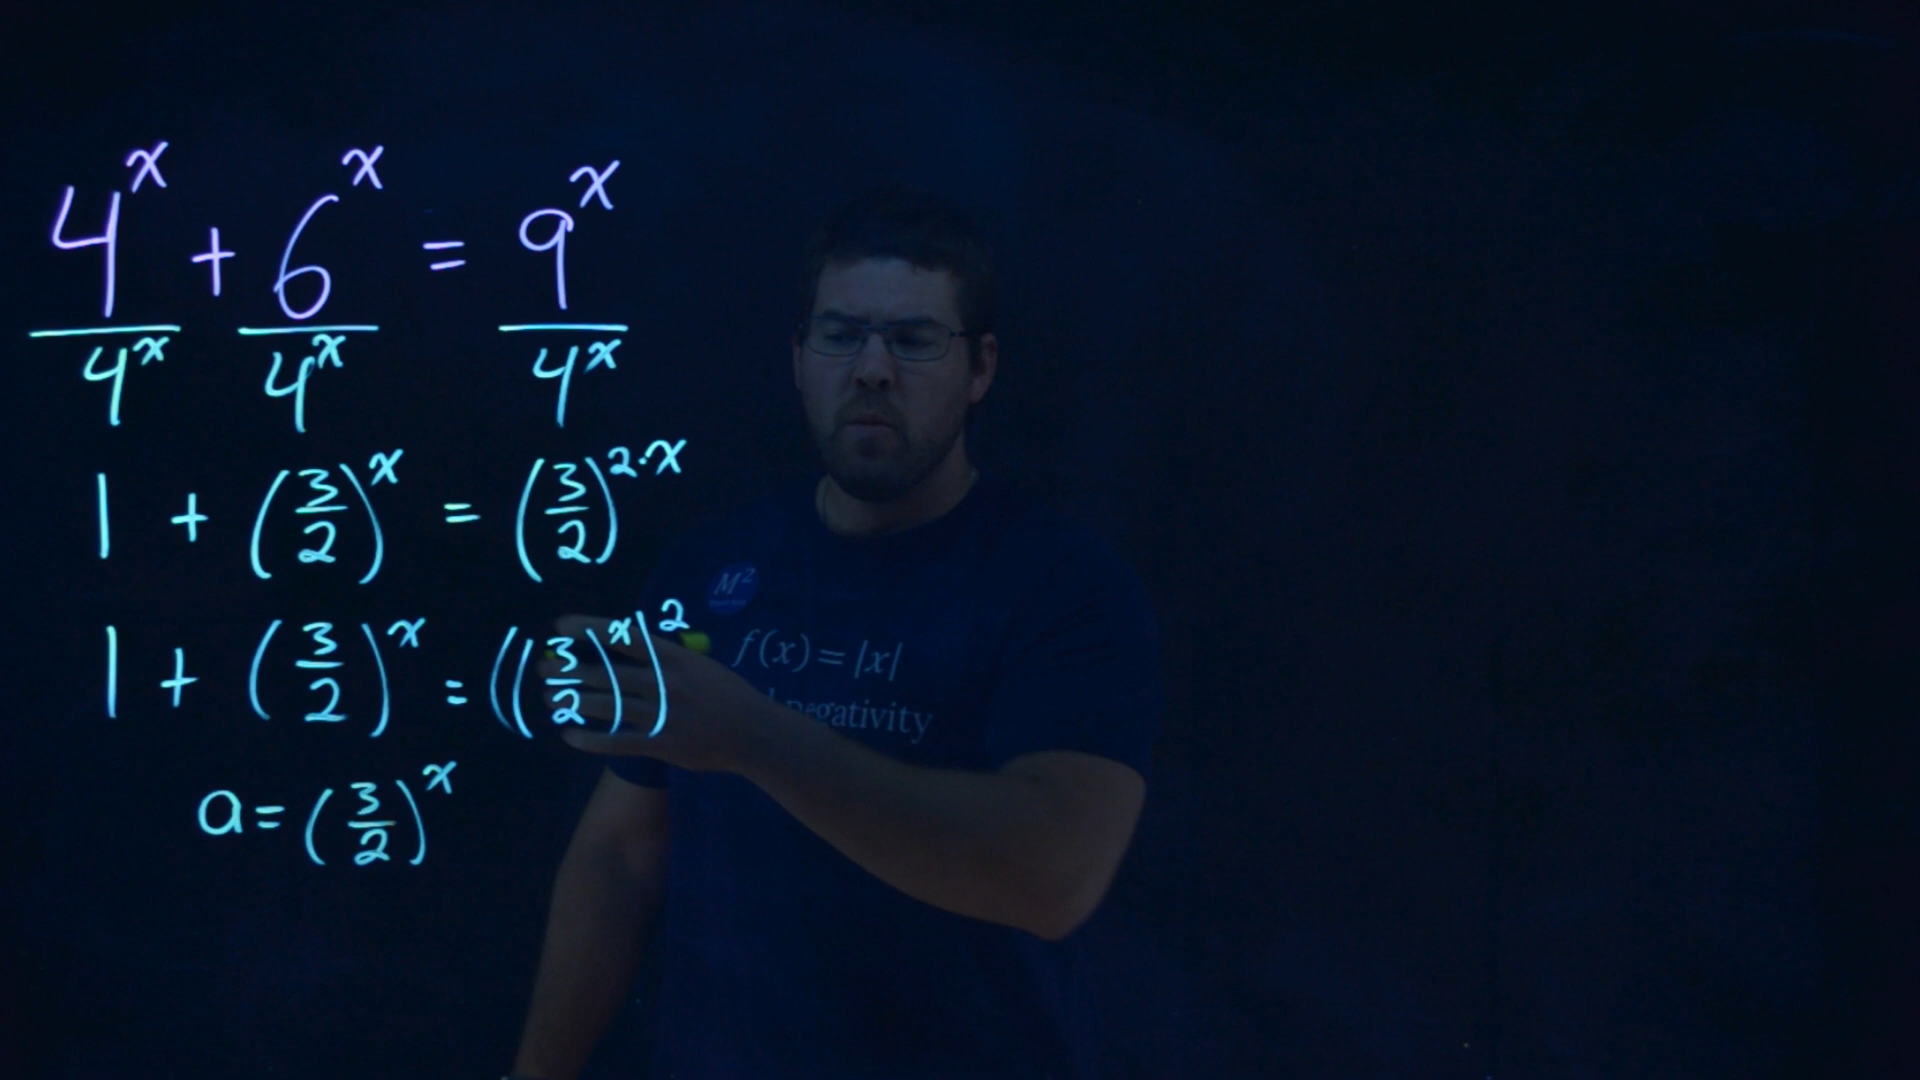 4^x + 6^x = 9^x
4^x 4^x 4^x
1 + (3/2)^x = (3/2)^2·x
1 + (3/2)^x = ((3/2)^x)^2
a = (3/2)^x
M²
f(x) = |x|
negativity